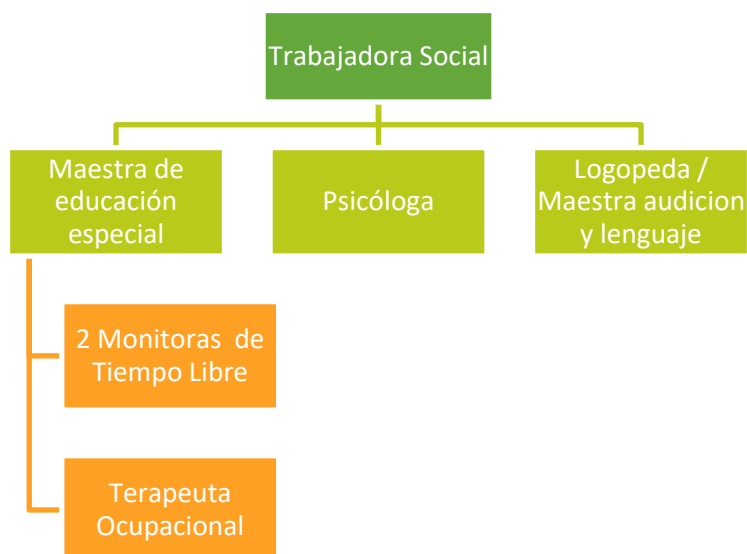 Trabajadora Social
Maestra de
educación
especial
Psicóloga
Logopeda /
Maestra audicion
y lenguaje
2 Monitoras de
Tiempo Libre
Terapeuta
Ocupacional